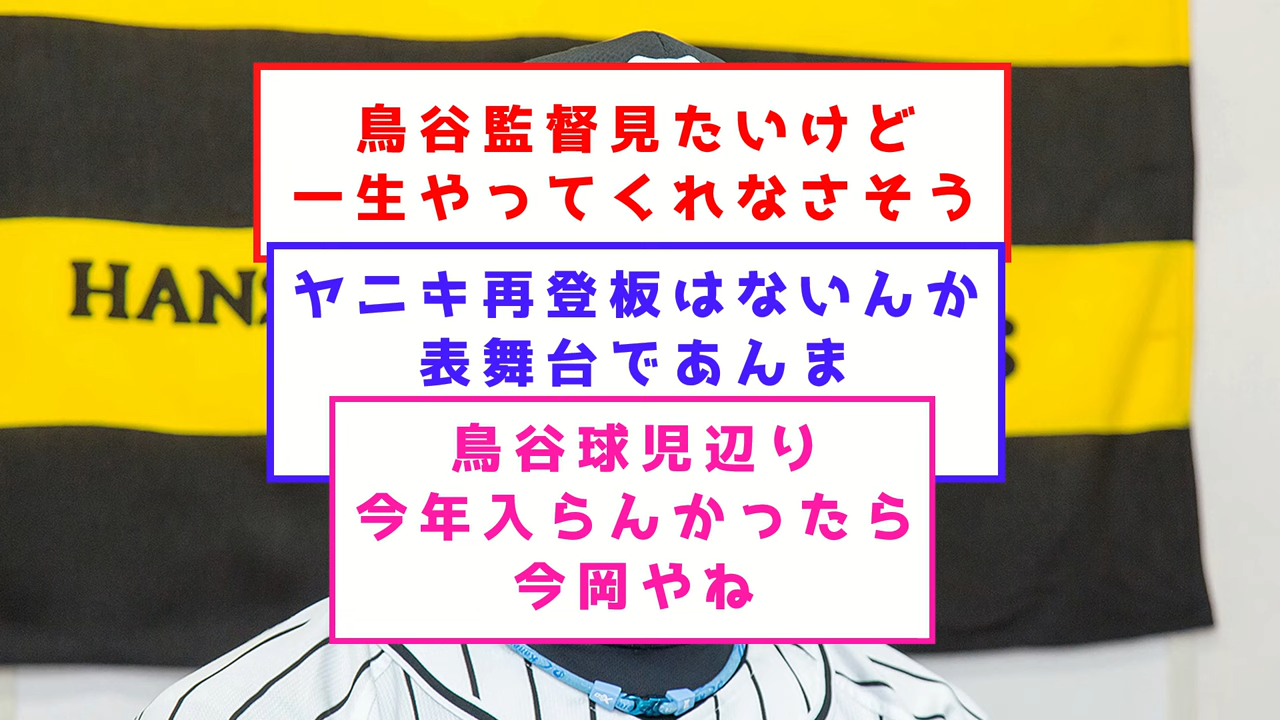 鳥谷監督見たいけど
一生やってくれなさそう
ヤニキ再登板はないんか
表舞台であんま
鳥谷球児辺り
今年入らんかったら
今岡やね
HANS
S